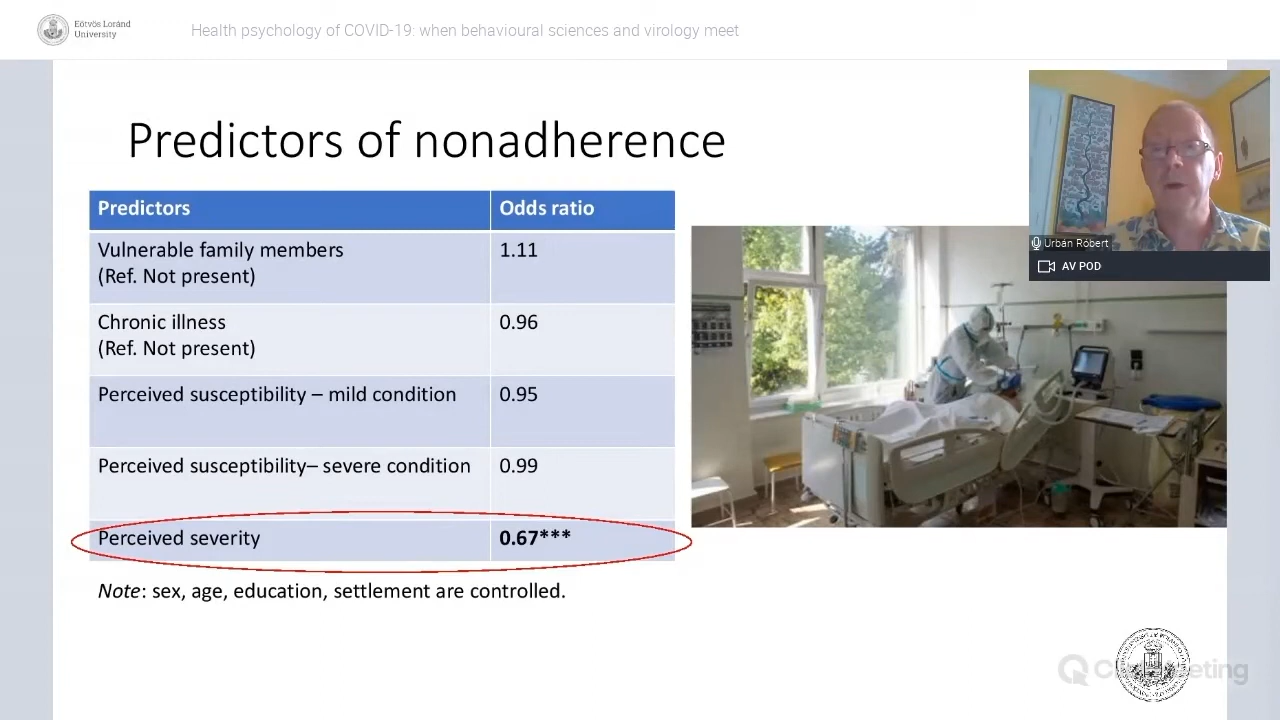 Eötvös Loránd
University
Health psychology of COVID-19: when behavioural sciences and virology meet
Predictors of nonadherence
Predictors Odds ratio
Vulnerable family members 1.11
(Ref. Not present)
Chronic illness 0.96
(Ref. Not present)
Perceived susceptibility – mild condition 0.95
Perceived susceptibility– severe condition 0.99
Perceived severity 0.67***
Note: sex, age, education, settlement are controlled.
Urbán Róbert
AV POD